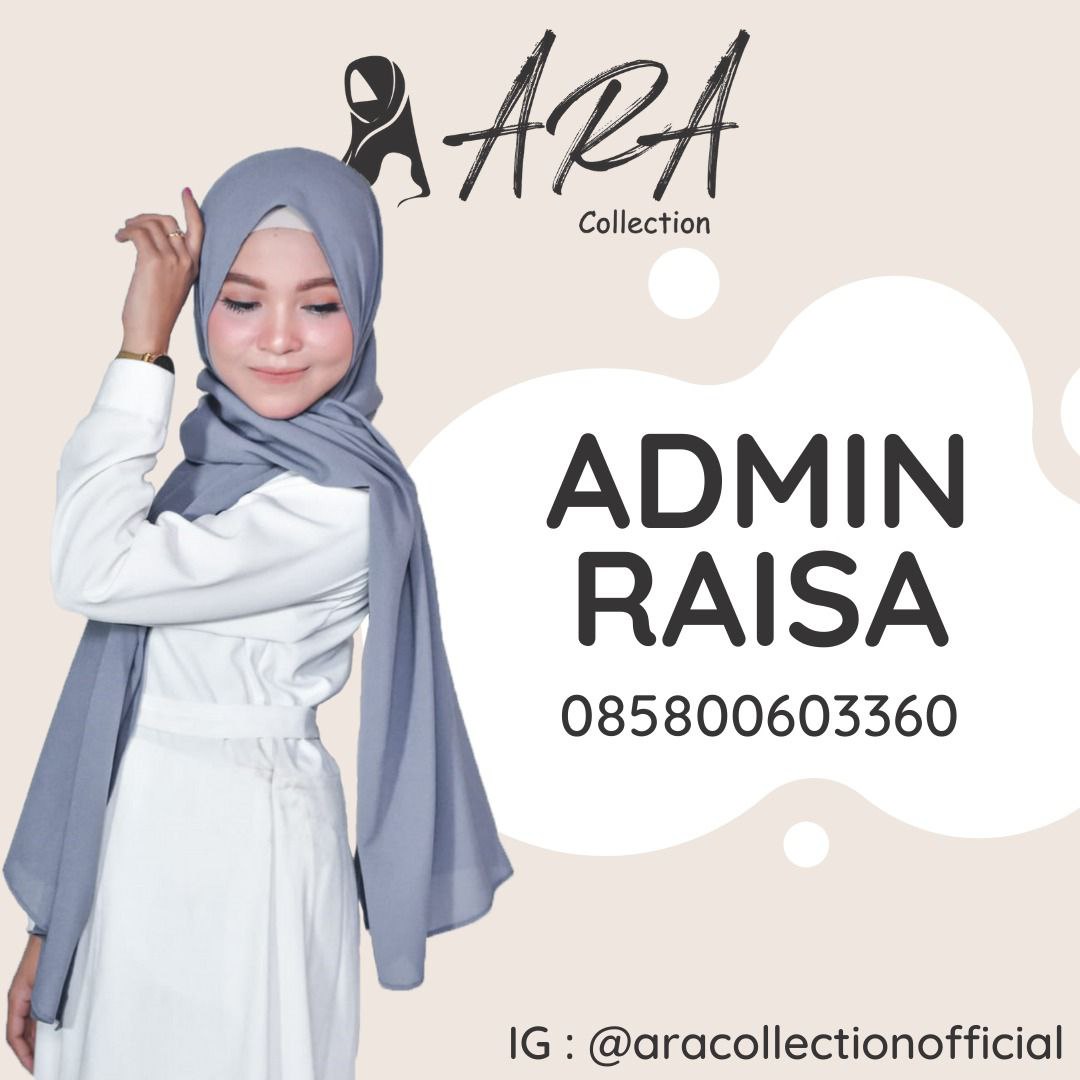 ARA
Collection
ADMIN
RAISA
085800603360
IG : @aracollectionofficial